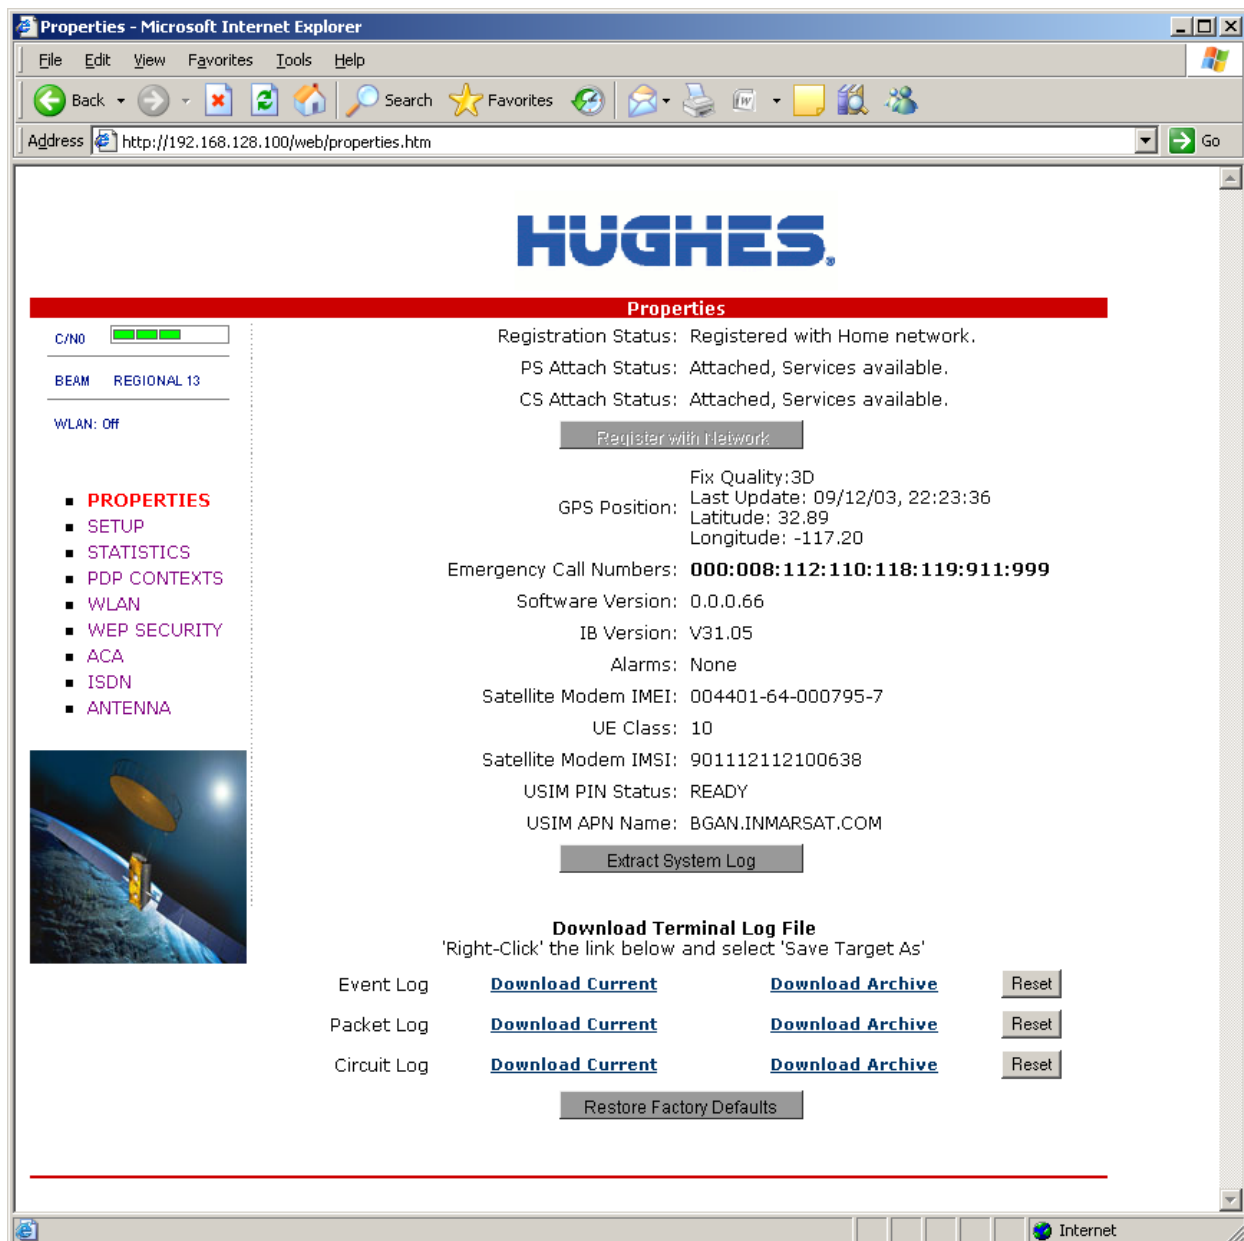 Properties - Microsoft Internet Explorer
File Edit View Favorites Tools Help
Back Search Favorites
Address http://192.168.128.100/web/properties.htm Go
HUGHES.
Properties
C/N0
BEAM REGIONAL 13
WLAN: Off
PROPERTIES
SETUP
STATISTICS
PDP CONTEXTS
WLAN
WEP SECURITY
ACA
ISDN
ANTENNA
Registration Status: Registered with Home network.
PS Attach Status: Attached, Services available.
CS Attach Status: Attached, Services available.
Register with Network
GPS Position: Fix Quality:3D
Last Update: 09/12/03, 22:23:36
Latitude: 32.89
Longitude: -117.20
Emergency Call Numbers: 000:008:112:110:118:119:911:999
Software Version: 0.0.0.66
IB Version: V31.05
Alarms: None
Satellite Modem IMEI: 004401-64-000795-7
UE Class: 10
Satellite Modem IMSI: 901112112100638
USIM PIN Status: READY
USIM APN Name: BGAN.INMARSAT.COM
Extract System Log
Download Terminal Log File
'Right-Click' the link below and select 'Save Target As'
Event Log Download Current Download Archive Reset
Packet Log Download Current Download Archive Reset
Circuit Log Download Current Download Archive Reset
Restore Factory Defaults
Internet